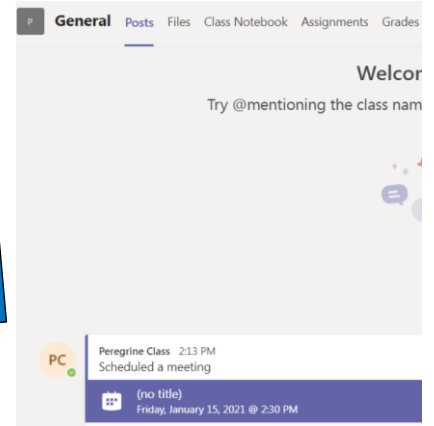 P General Posts Files Class Notebook Assignments Grades
Welcon
Try @mentioning the class nam
Peregrine Class 2:13 PM
PC
Scheduled a meeting
(no title)
Friday, January 15, 2021 @ 2:30 PM